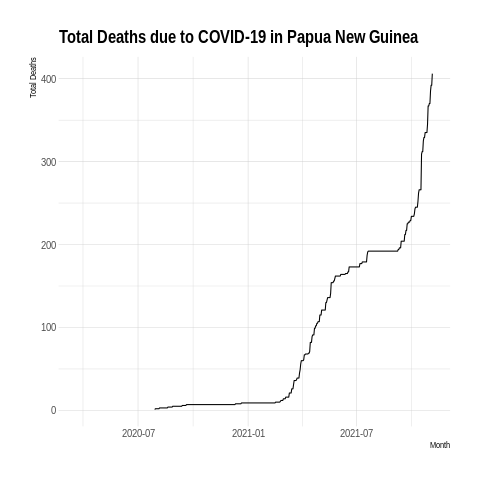 Total Deaths due to COVID-19 in Papua New Guinea
Total Deaths
400
300
200
100
0
2020-07
2021-01
2021-07
Month